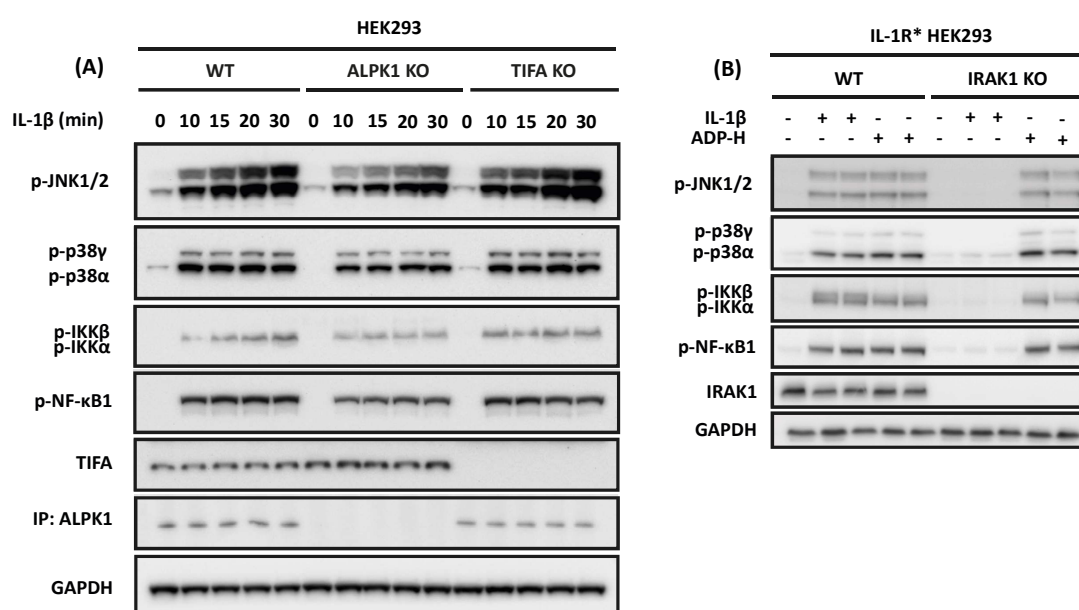 HEK293
(A)
WT ALPK1 KO TIFA KO
IL-1β (min) 0 10 15 20 30 0 10 15 20 30 0 10 15 20 30
p-JNK1/2
p-p38γ
p-p38α
p-IKKβ
p-IKKα
p-NF-κB1
TIFA
IP: ALPK1
GAPDH
IL-1R* HEK293
(B)
WT IRAK1 KO
IL-1β - + + - - - + + - -
ADP-H - - - + + - - - + +
p-JNK1/2
p-p38γ
p-p38α
p-IKKβ
p-IKKα
p-NF-κB1
IRAK1
GAPDH